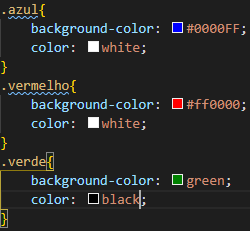 .azul{
background-color: #0000FF;
color: white;
}
.vermelho{
background-color: #ff0000;
color: white;
}
.verde{
background-color: green;
color: black;
}